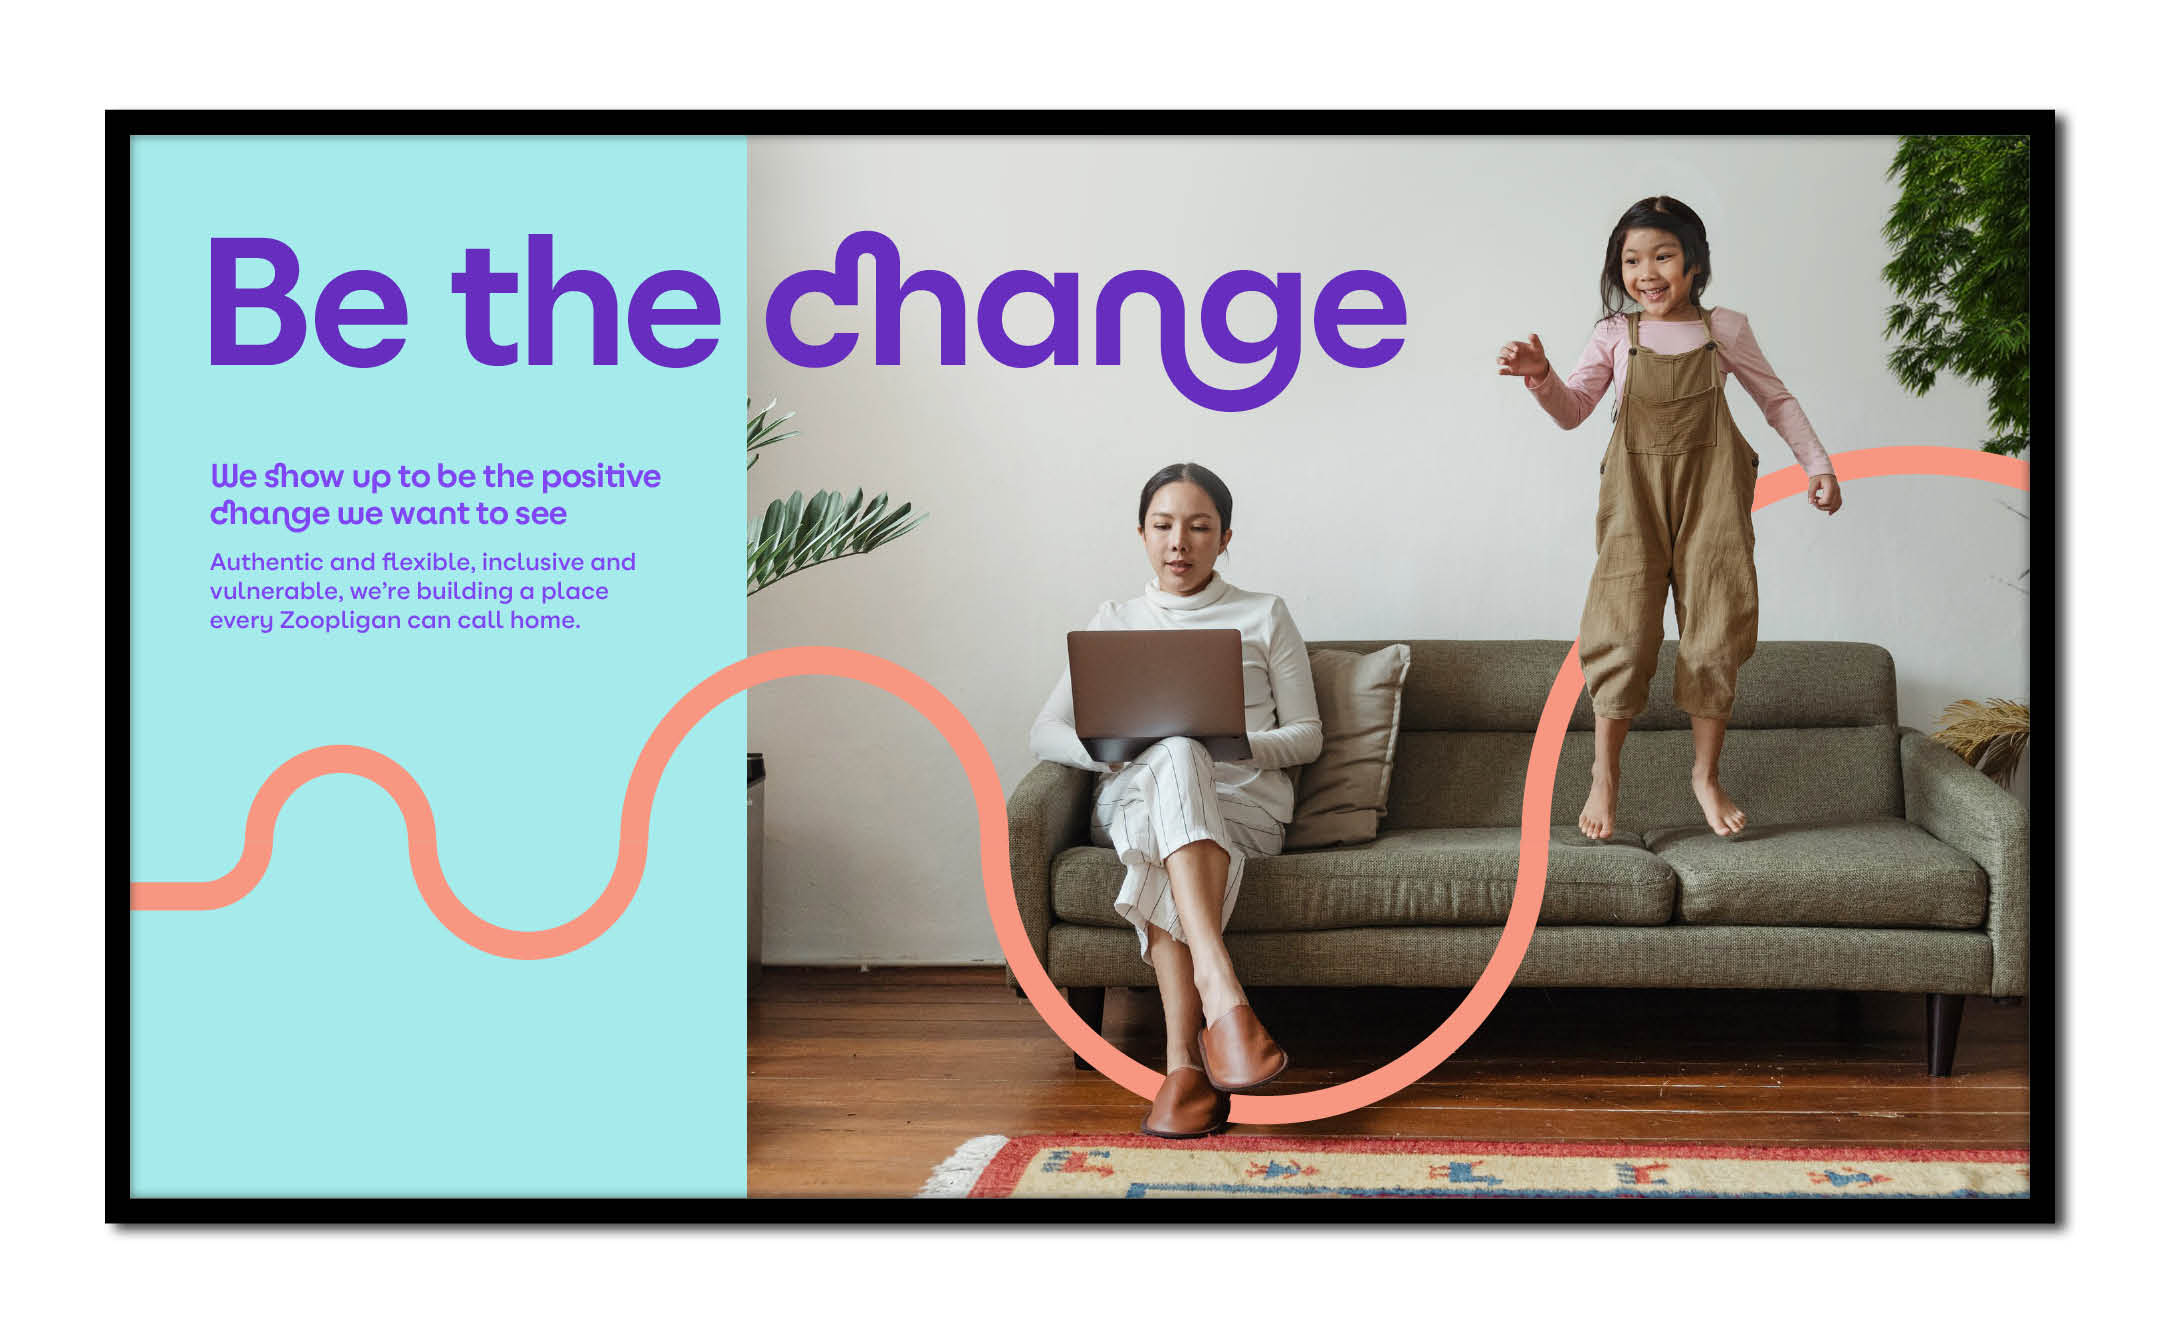 Be the change
We show up to be the positive
change we want to see
Authentic and flexible, inclusive and
vulnerable, we’re building a place
every Zoopligan can call home.